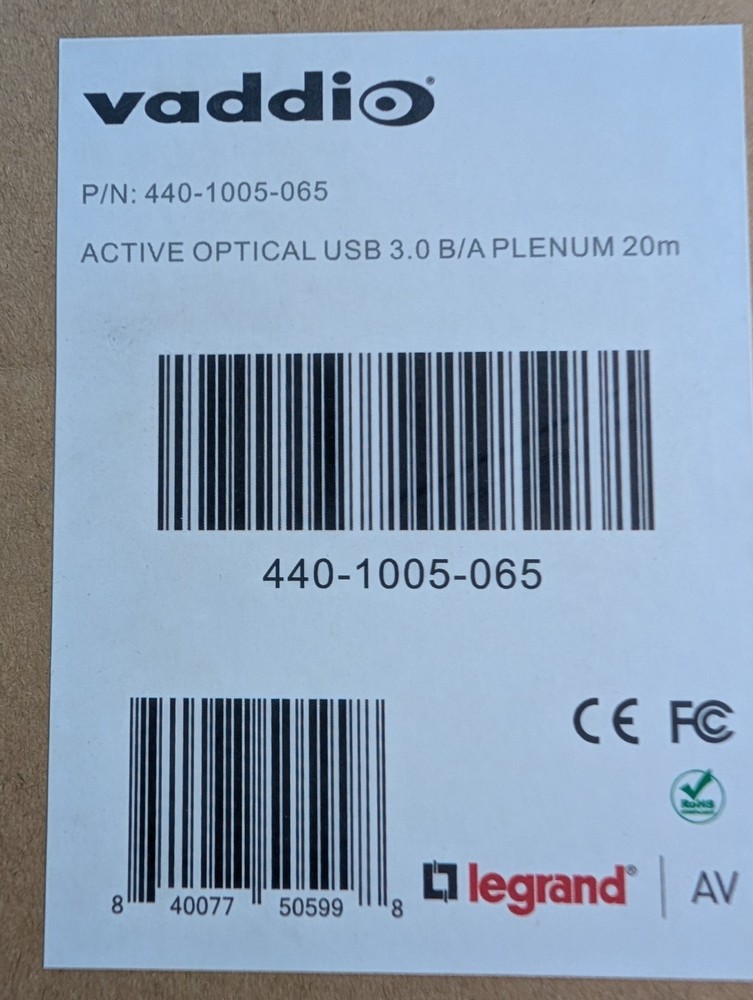 vaddio®
P/N: 440-1005-065
ACTIVE OPTICAL USB 3.0 B/A PLENUM 20m
440-1005-065
CE FC
RoHS
8 40077 50599 8
legrand® | AV